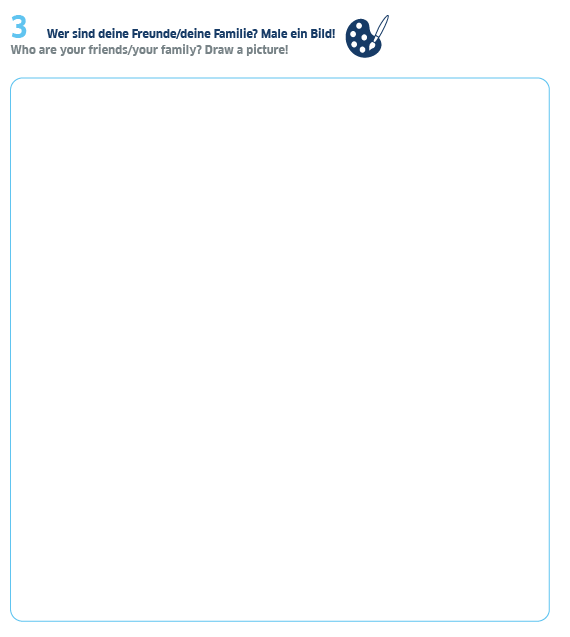 3 Wer sind deine Freunde/deine Familie? Male ein Bild!
Who are your friends/your family? Draw a picture!